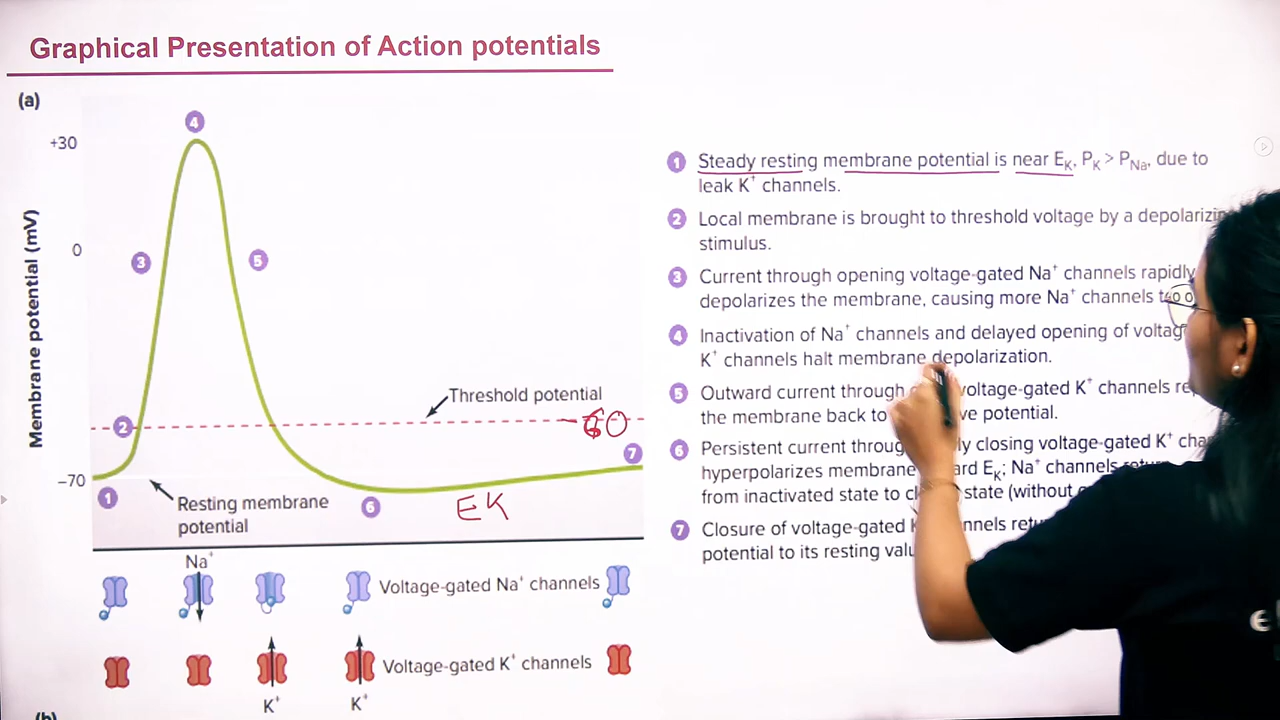 Graphical Presentation of Action potentials
(a)
+30
0
−70
Membrane potential (mV)
4
3
5
2
1
6
7
Threshold potential
−60
Resting membrane
potential
EK
Na⁺
Voltage-gated Na⁺ channels
Voltage-gated K⁺ channels
K⁺
K⁺
(b)
1 Steady resting membrane potential is near E_K, P_K > P_Na, due to
leak K⁺ channels.
2 Local membrane is brought to threshold voltage by a
stimulus.
3 Current through opening voltage-gated Na⁺ channels rapidly
depolarizes the membrane, causing more Na⁺ channels
4 Inactivation of Na⁺ channels and delayed opening of
K⁺ channels halt membrane depolarization.
5 Outward current through voltage-gated K⁺ channels
the membrane back to potential.
6 Persistent current closing voltage-gated K⁺
hyperpolarizes membrane E_K; Na⁺ channels
from inactivated state to state (without
7 Closure of voltage-gated
potential to its resting